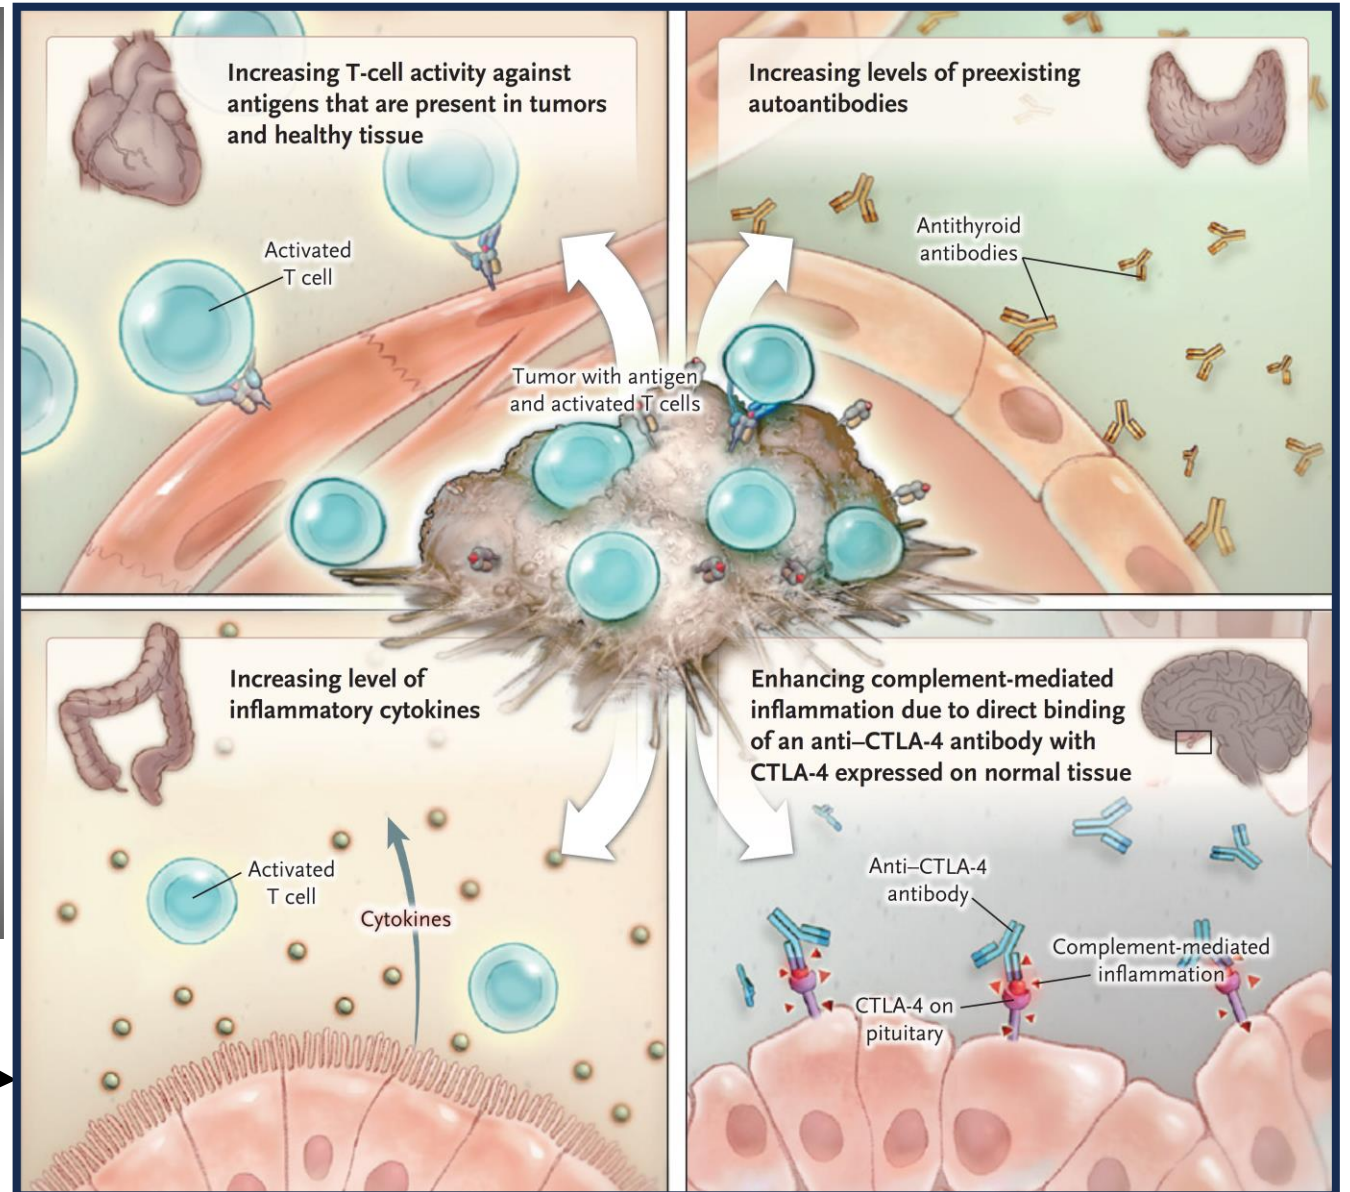 Increasing T-cell activity against
antigens that are present in tumors
and healthy tissue
Activated
T cell
Increasing levels of preexisting
autoantibodies
Antithyroid
antibodies
Tumor with antigen
and activated T cells
Increasing level of
inflammatory cytokines
Activated
T cell
Cytokines
Enhancing complement-mediated
inflammation due to direct binding
of an anti–CTLA-4 antibody with
CTLA-4 expressed on normal tissue
Anti–CTLA-4
antibody
Complement-mediated
inflammation
CTLA-4 on
pituitary